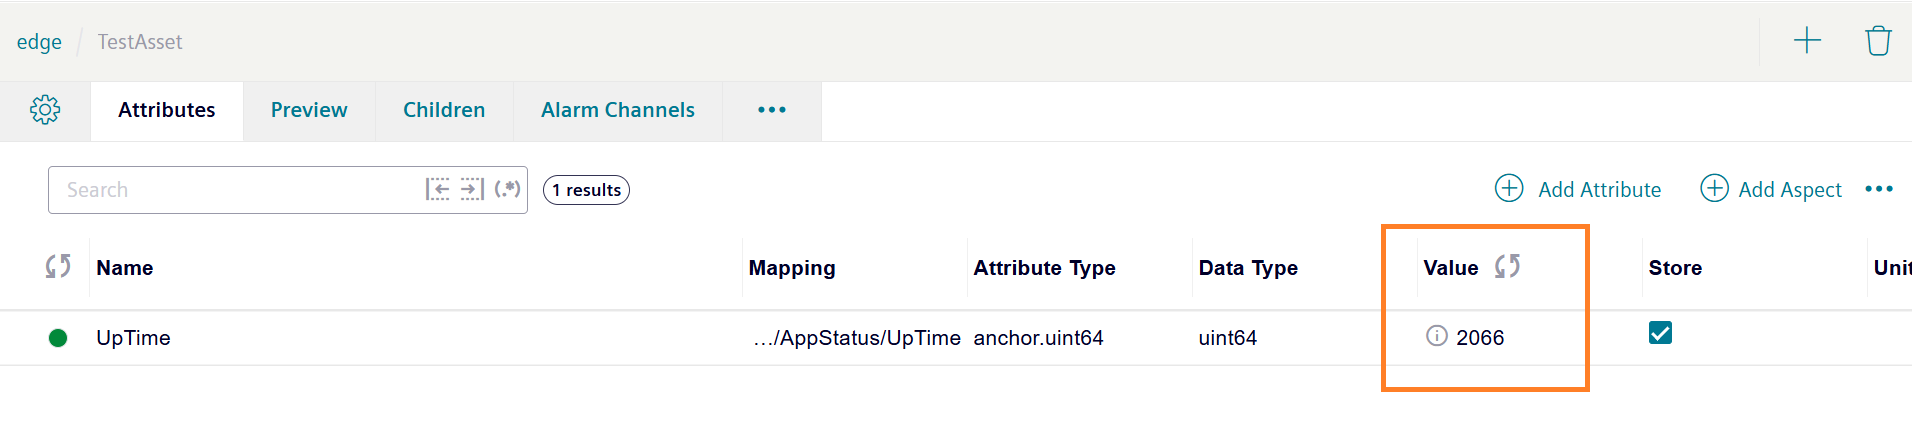 edge / TestAsset
Attributes Preview Children Alarm Channels •••
Search (.*) 1 results Add Attribute Add Aspect •••
Name Mapping Attribute Type Data Type Value Store Unit
UpTime …/AppStatus/UpTime anchor.uint64 uint64 2066